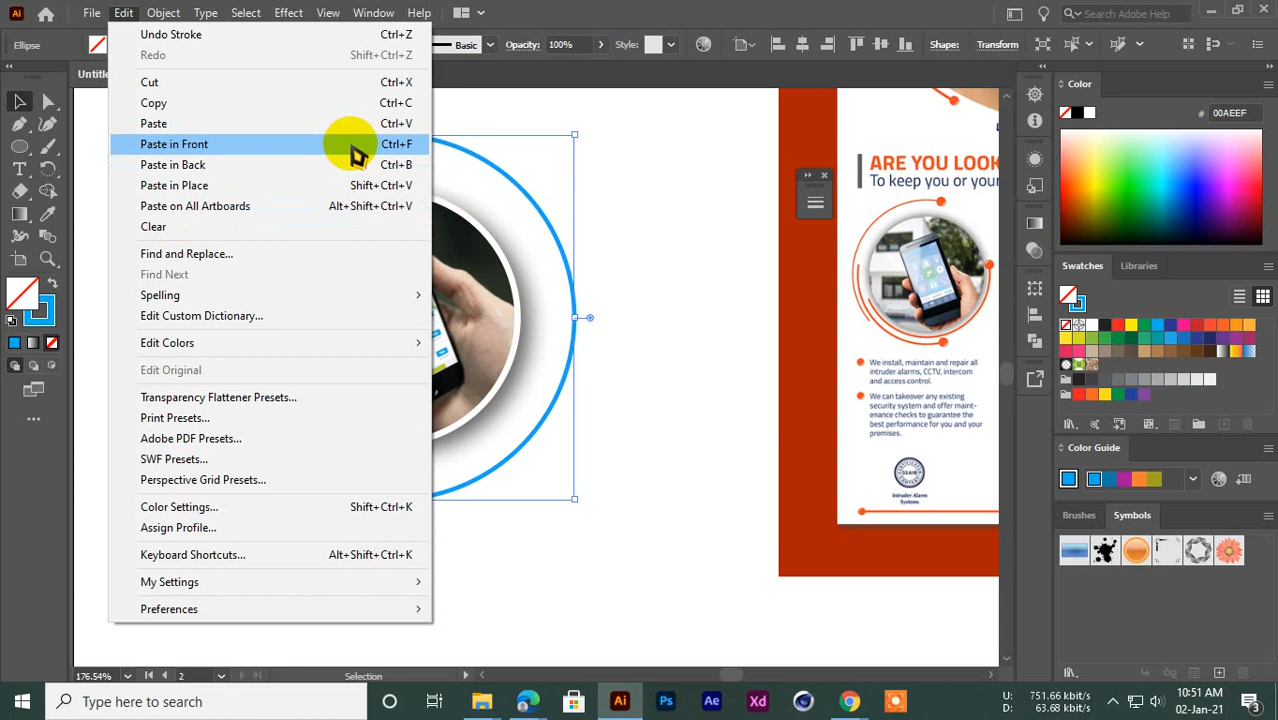 Ai
File Edit Object Type Select Effect View Window Help
Search Adobe Help
Ellipse
Basic
Opacity: 100%
Style:
Shape:
Transform
Undo Stroke Ctrl+Z
Redo Shift+Ctrl+Z
Cut Ctrl+X
Copy Ctrl+C
Paste Ctrl+V
Paste in Front Ctrl+F
Paste in Back Ctrl+B
Paste in Place Shift+Ctrl+V
Paste on All Artboards Alt+Shift+Ctrl+V
Clear
Find and Replace...
Find Next
Spelling
Edit Custom Dictionary...
Edit Colors
Edit Original
Transparency Flattener Presets...
Print Presets...
Adobe PDF Presets...
SWF Presets...
Perspective Grid Presets...
Color Settings... Shift+Ctrl+K
Assign Profile...
Keyboard Shortcuts... Alt+Shift+Ctrl+K
My Settings
Preferences
ARE YOU LOOK
To keep you or your
We install, maintain and repair all
intruder alarms, CCTV, intercom
and access control.
We can takeover any existing
security system and offer maint-
enance checks to guarantee the
best performance for you and your
premises.
SSAIB
Intruder Alarm
Systems
Color
# 00AEEF
Swatches Libraries
Color Guide
Brushes Symbols
176.54% 2 Selection
Type here to search
Ai Ps Ae Xd
U: 751.66 kbit/s
D: 63.68 kbit/s
10:51 AM
02-Jan-21
3